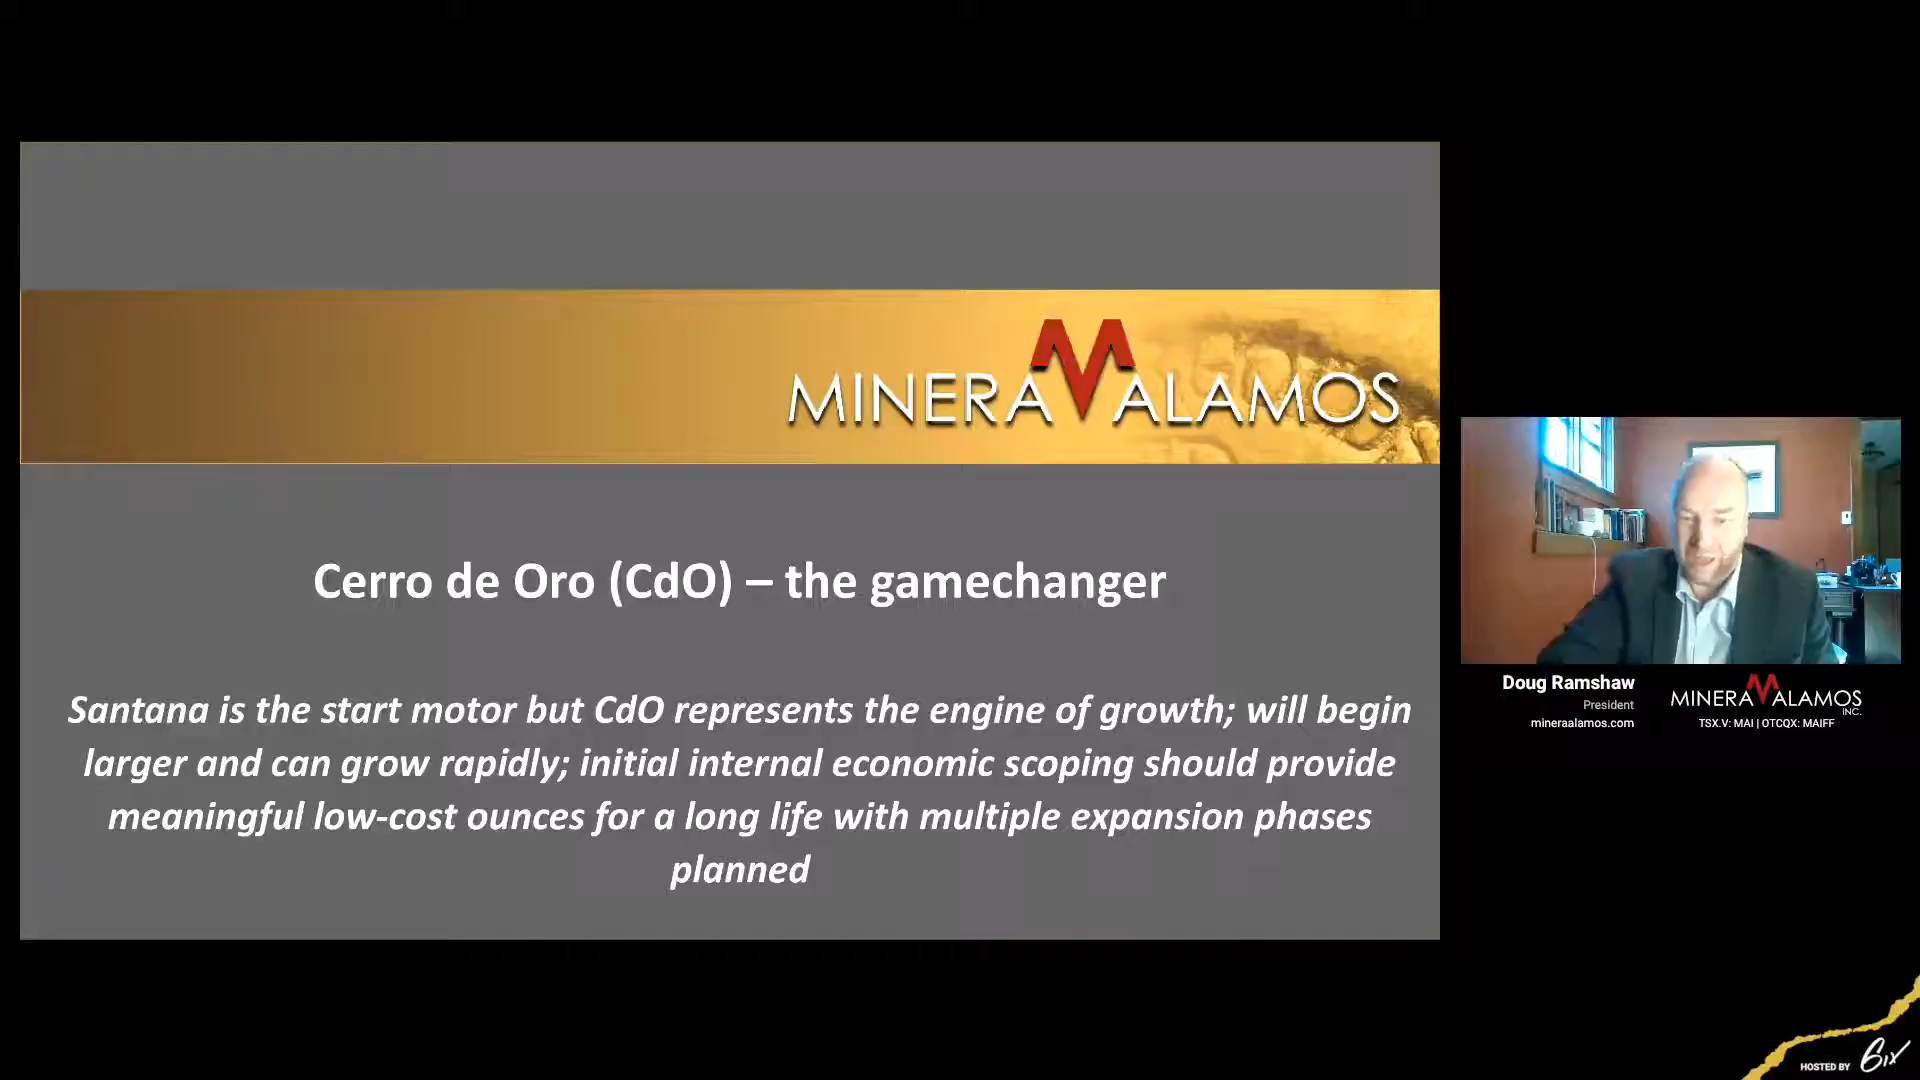 MINERA ALAMOS
Cerro de Oro (CdO) – the gamechanger
Santana is the start motor but CdO represents the engine of growth; will begin
larger and can grow rapidly; initial internal economic scoping should provide
meaningful low-cost ounces for a long life with multiple expansion phases
planned
Doug Ramshaw
President
mineraalamos.com
MINERA ALAMOS
INC.
TSX.V: MAI | OTCQX: MAIFF
HOSTED BY 6ix